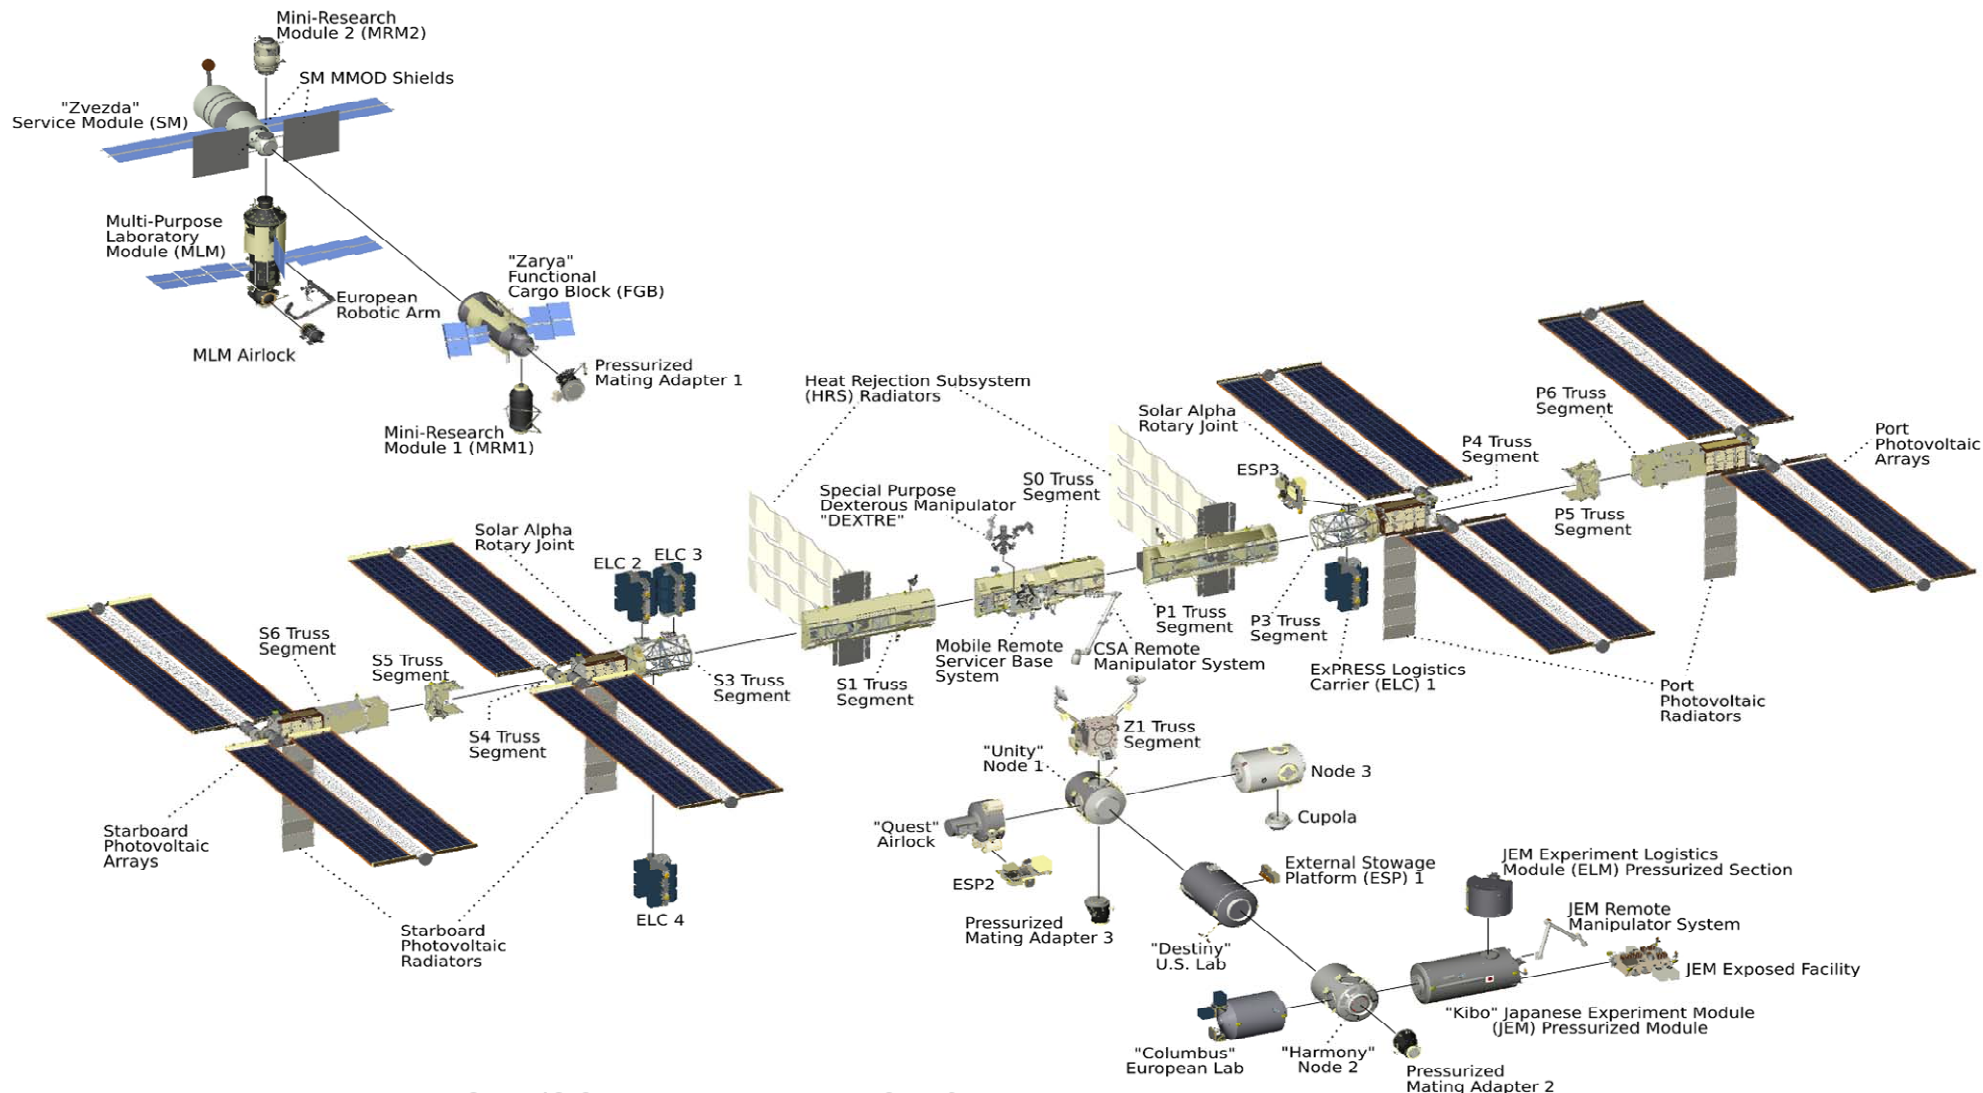 Mini-Research
Module 2 (MRM2)
SM MMOD Shields
"Zvezda"
Service Module (SM)
Multi-Purpose
Laboratory
Module (MLM)
European
Robotic Arm
MLM Airlock
"Zarya"
Functional
Cargo Block (FGB)
Pressurized
Mating Adapter 1
Mini-Research
Module 1 (MRM1)
Heat Rejection Subsystem
(HRS) Radiators
Special Purpose
Dexterous Manipulator
"DEXTRE"
S0 Truss
Segment
Solar Alpha
Rotary Joint
ESP3
P4 Truss
Segment
P6 Truss
Segment
P5 Truss
Segment
Port
Photovoltaic
Arrays
Solar Alpha
Rotary Joint
ELC 2
ELC 3
S6 Truss
Segment
S5 Truss
Segment
S4 Truss
Segment
S3 Truss
Segment
S1 Truss
Segment
Mobile Remote
Servicer Base
System
CSA Remote
Manipulator System
P1 Truss
Segment
P3 Truss
Segment
ExPRESS Logistics
Carrier (ELC) 1
Port
Photovoltaic
Radiators
Starboard
Photovoltaic
Arrays
Starboard
Photovoltaic
Radiators
ELC 4
Z1 Truss
Segment
"Unity"
Node 1
Node 3
Cupola
"Quest"
Airlock
ESP2
Pressurized
Mating Adapter 3
External Stowage
Platform (ESP) 1
"Destiny"
U.S. Lab
JEM Experiment Logistics
Module (ELM) Pressurized Section
JEM Remote
Manipulator System
JEM Exposed Facility
"Kibo" Japanese Experiment Module
(JEM) Pressurized Module
"Columbus"
European Lab
"Harmony"
Node 2
Pressurized
Mating Adapter 2